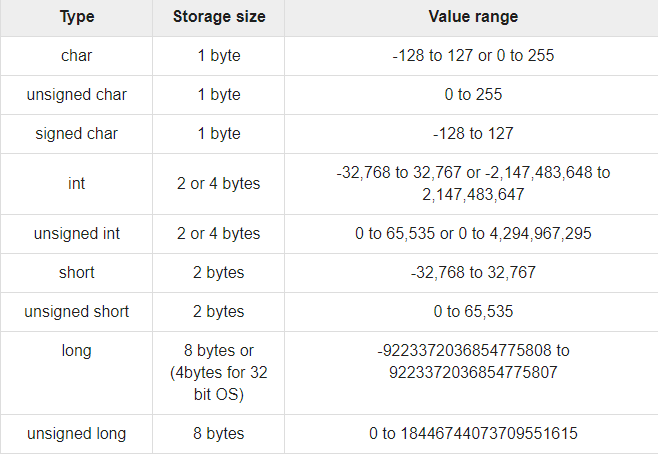 Type Storage size Value range
char 1 byte -128 to 127 or 0 to 255
unsigned char 1 byte 0 to 255
signed char 1 byte -128 to 127
int 2 or 4 bytes -32,768 to 32,767 or -2,147,483,648 to
2,147,483,647
unsigned int 2 or 4 bytes 0 to 65,535 or 0 to 4,294,967,295
short 2 bytes -32,768 to 32,767
unsigned short 2 bytes 0 to 65,535
long 8 bytes or -9223372036854775808 to
(4bytes for 32 9223372036854775807
bit OS)
unsigned long 8 bytes 0 to 18446744073709551615